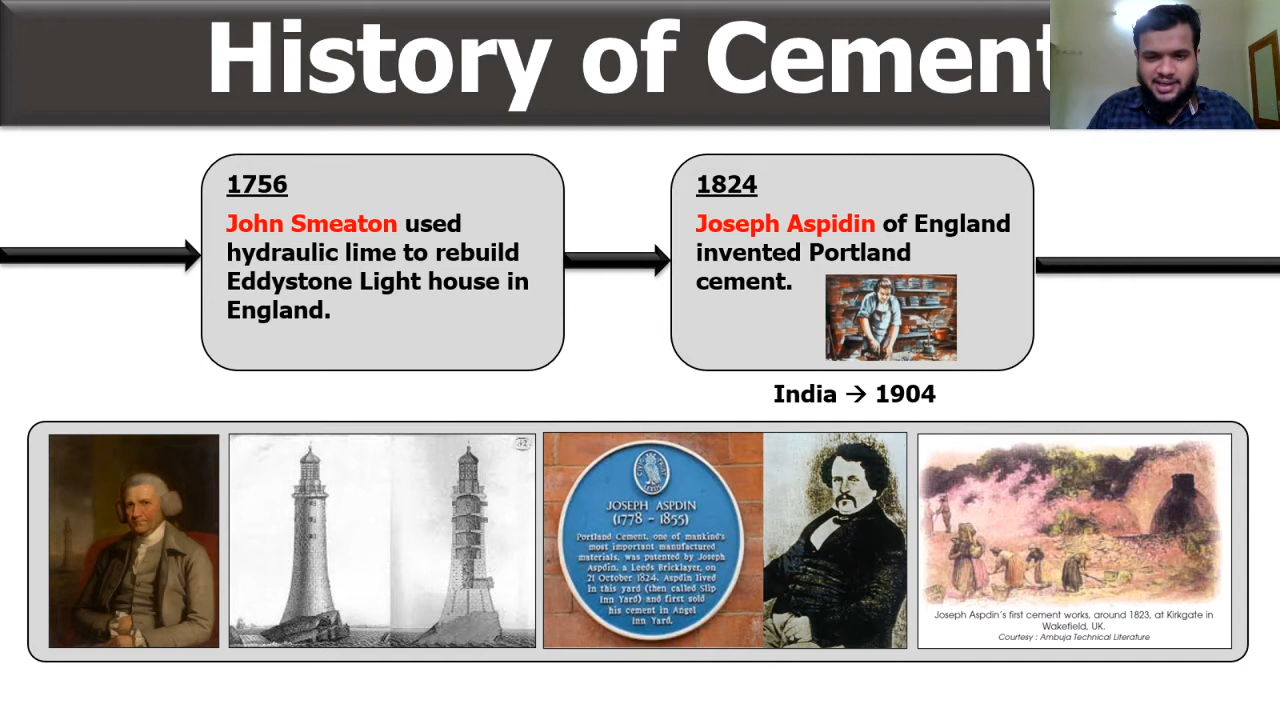 History of Cement
1756
John Smeaton used
hydraulic lime to rebuild
Eddystone Light house in
England.
1824
Joseph Aspidin of England
invented Portland
cement.
India → 1904
JOSEPH ASPDIN
(1778 - 1855)
Portland Cement, one of mankind's
most important manufactured
materials, was patented by Joseph
Aspdin, a Leeds Bricklayer, on
21 October 1824. Aspdin lived
in this yard (then called Slip
Inn Yard) and first sold
his cement in Angel
Inn Yard.
Joseph Aspdin's first cement works, around 1823, at Kirkgate in
Wakefield, UK.
Courtesy : Ambuja Technical Literature